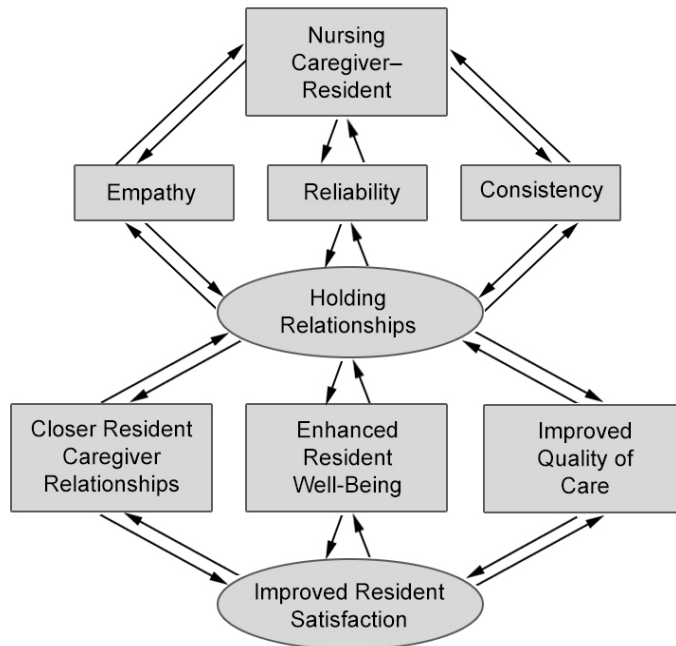 Nursing
Caregiver–
Resident
Empathy
Reliability
Consistency
Holding
Relationships
Closer Resident
Caregiver
Relationships
Enhanced
Resident
Well-Being
Improved
Quality of
Care
Improved Resident
Satisfaction